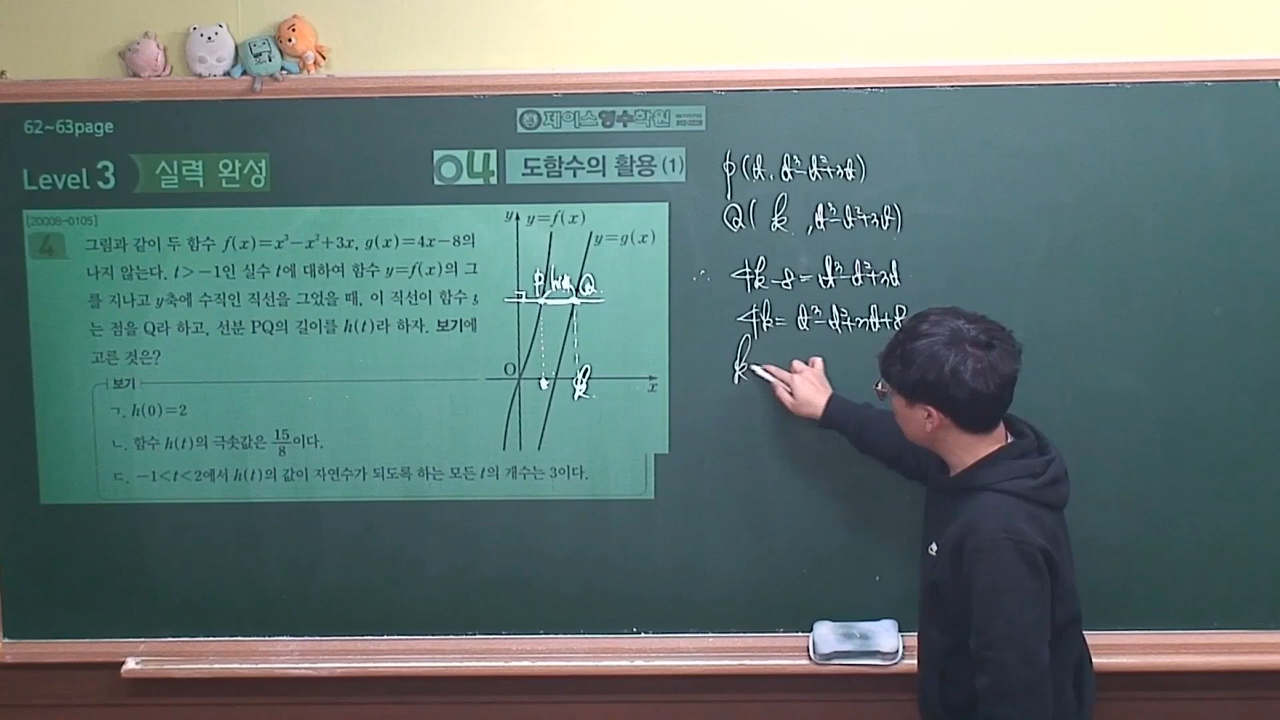 62~63page
제이스영수학원
Level 3 실력 완성
04 도함수의 활용 (1)
[20008-0105]
4
그림과 같이 두 함수 f(x)=x³-x²+3x, g(x)=4x-8의
나지 않는다. t>-1인 실수 t에 대하여 함수 y=f(x)의 그
를 지나고 y축에 수직인 직선을 그었을 때, 이 직선이 함수
는 점을 Q라 하고, 선분 PQ의 길이를 h(t)라 하자. 보기에
고른 것은?
보기
ㄱ. h(0)=2
ㄴ. 함수 h(t)의 극솟값은 15/8이다.
ㄷ. -1<t<2에서 h(t)의 값이 자연수가 되도록 하는 모든 t의 개수는 3이다.
y y=f(x)
y=g(x)
P h(t) Q
O x
t k
P(t, t³-t²+3t)
Q( k , t³-t²+3t)
∴ 4k-8=t³-t²+3t
4k=t³-t²+3t+8
k